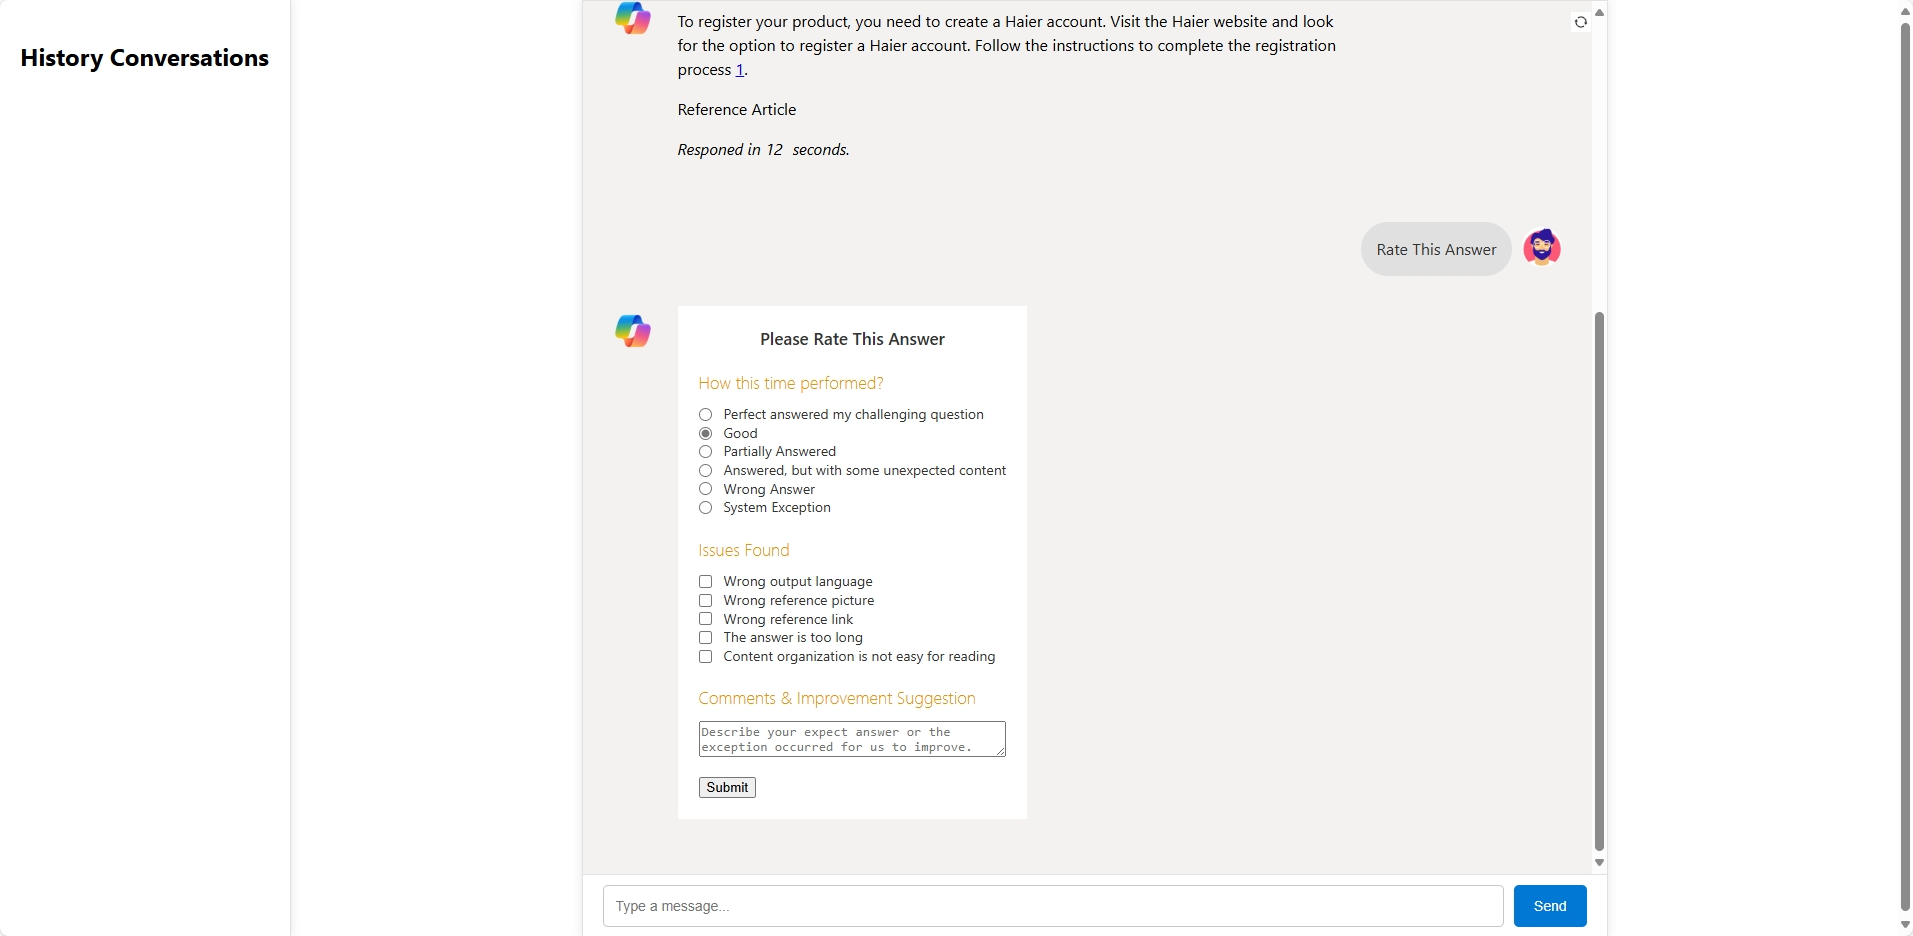 History Conversations
To register your product, you need to create a Haier account. Visit the Haier website and look
for the option to register a Haier account. Follow the instructions to complete the registration
process 1.
Reference Article
Responed in 12 seconds.
Rate This Answer
Please Rate This Answer
How this time performed?
Perfect answered my challenging question
Good
Partially Answered
Answered, but with some unexpected content
Wrong Answer
System Exception
Issues Found
Wrong output language
Wrong reference picture
Wrong reference link
The answer is too long
Content organization is not easy for reading
Comments & Improvement Suggestion
Describe your expect answer or the
exception occurred for us to improve.
Submit
Type a message...
Send